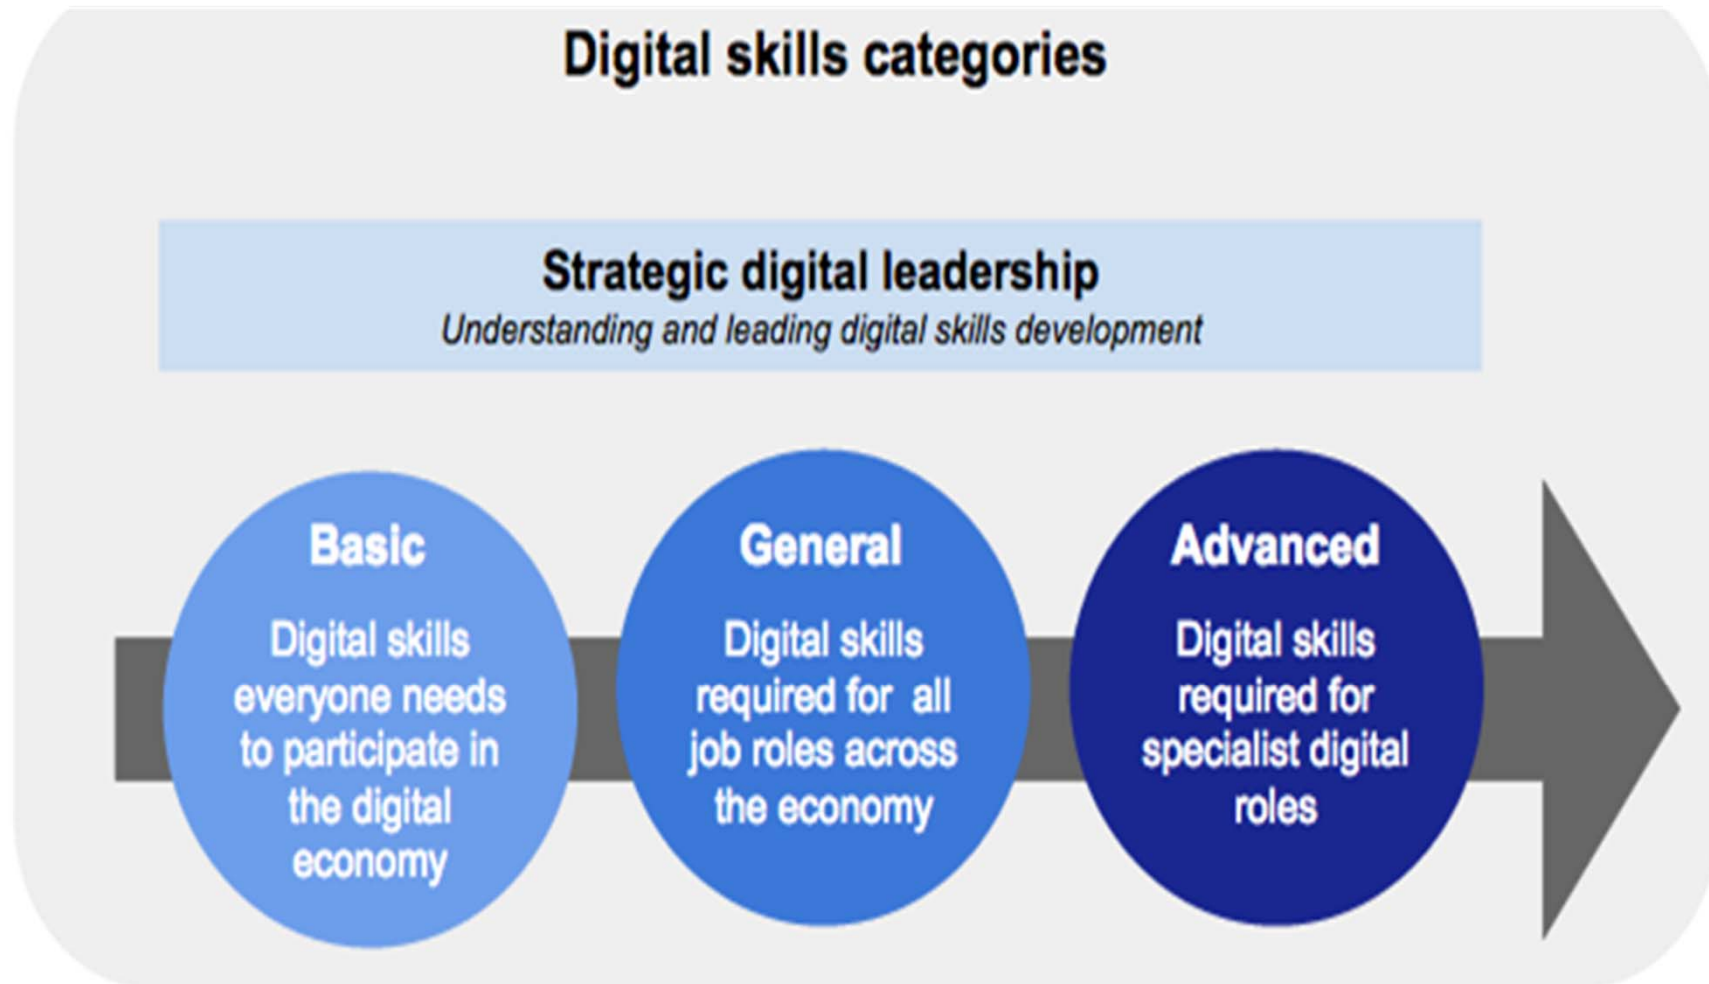 Digital skills categories
Strategic digital leadership
Understanding and leading digital skills development
Basic
Digital skills
everyone needs
to participate in
the digital
economy
General
Digital skills
required for all
job roles across
the economy
Advanced
Digital skills
required for
specialist digital
roles